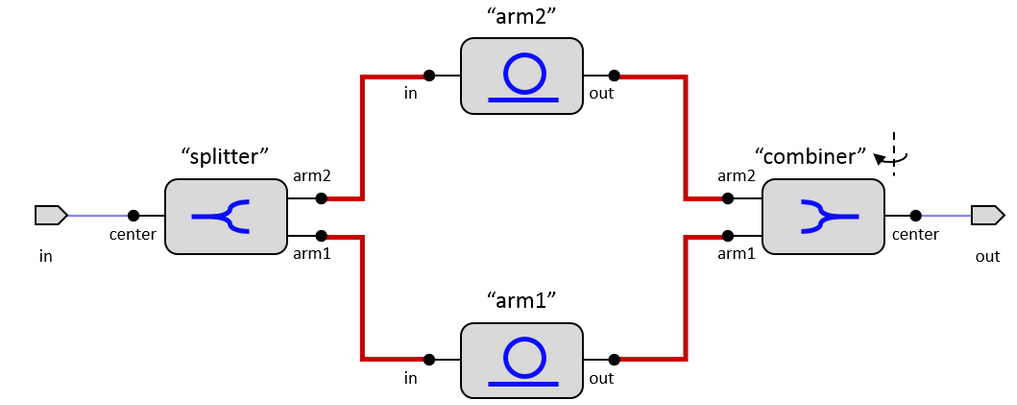 “arm2”
in
out
“splitter”
“combiner”
arm2
arm2
center
center
in
arm1
arm1
out
“arm1”
in
out